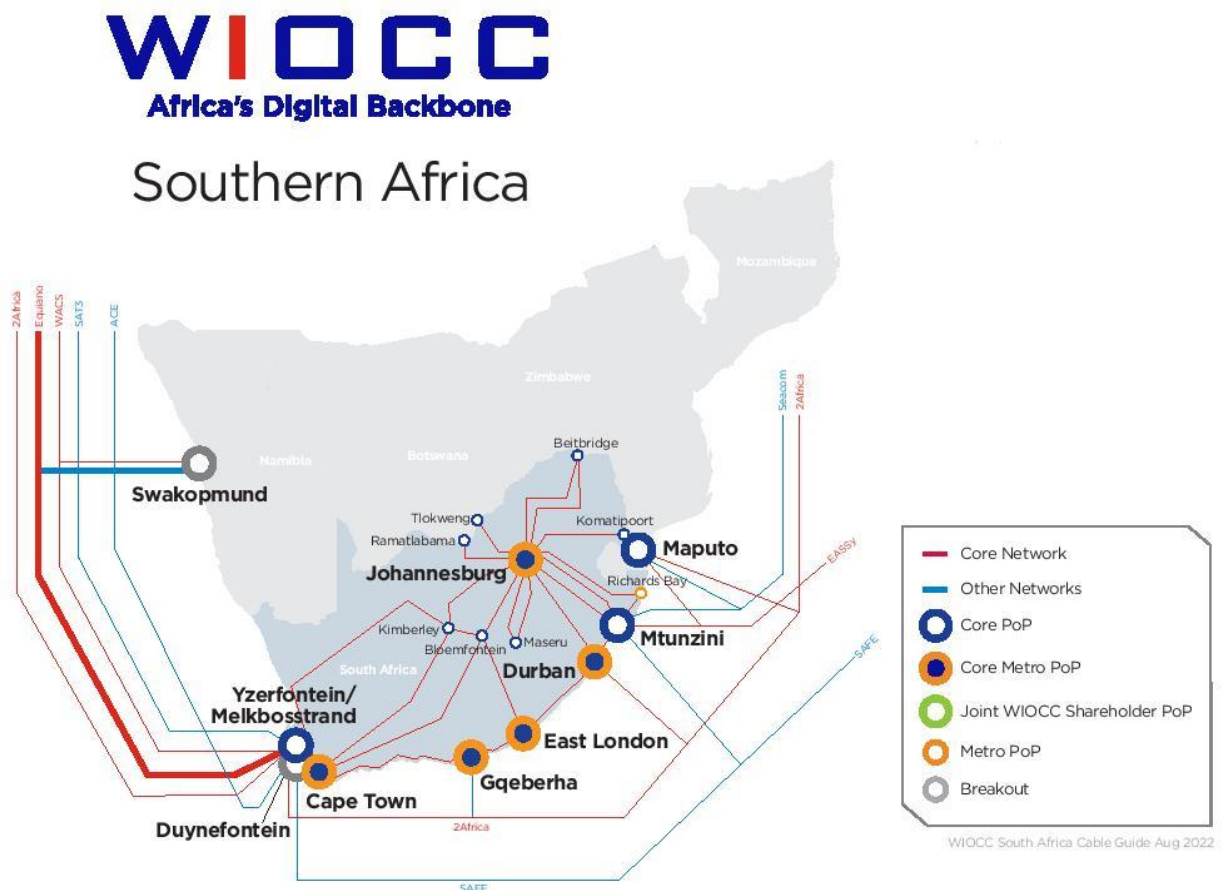 WIOCC
Africa's Digital Backbone
Southern Africa
Mozambique
2Africa
Equiano
WACS
SAT3
ACE
Zimbabwe
Seacom
2Africa
Beitbridge
Namibia
Botswana
Swakopmund
Tlokweng
Komatipoort
Ramatlabama
Maputo
Johannesburg
EASSy
Richards Bay
Kimberley
Mtunzini
Bloemfontein
Maseru
SAFE
South Africa
Durban
Yzerfontein/
Melkbosstrand
East London
Gqeberha
Cape Town
Duynefontein
2Africa
SAFE
Core Network
Other Networks
Core PoP
Core Metro PoP
Joint WIOCC Shareholder PoP
Metro PoP
Breakout
WIOCC South Africa Cable Guide Aug 2022